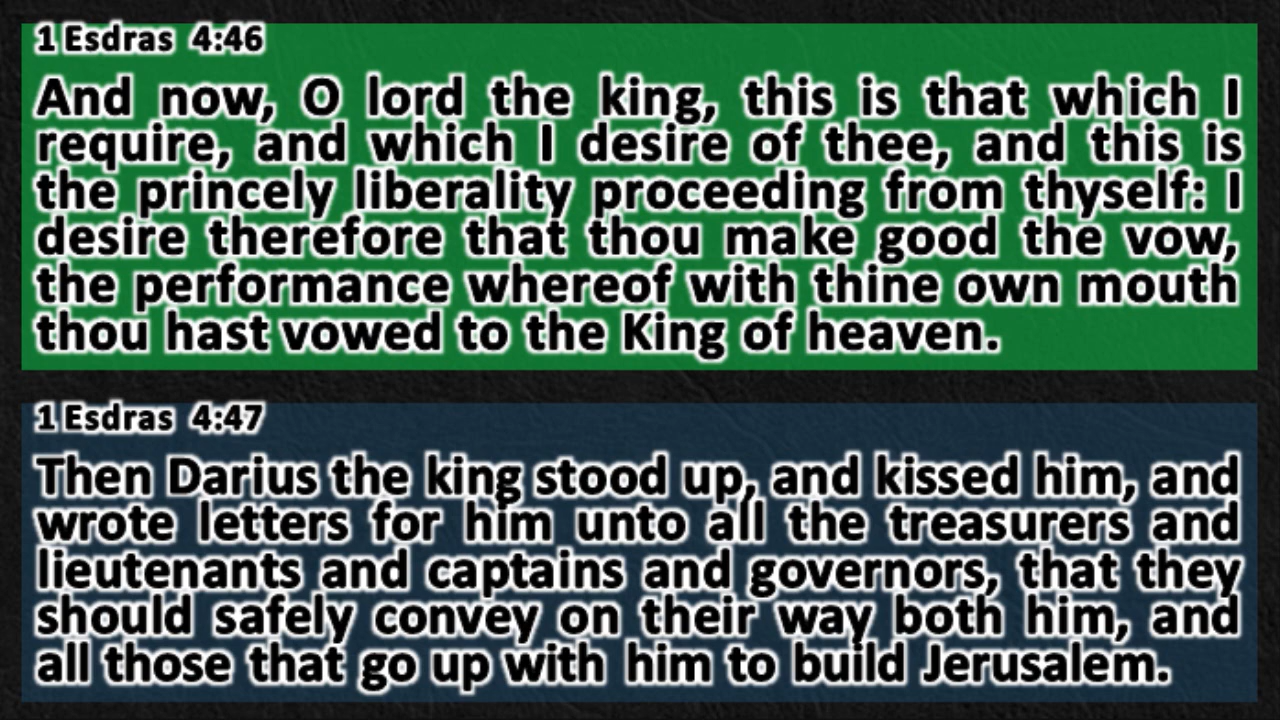 1 Esdras 4:46
And now, O lord the king, this is that which I
require, and which I desire of thee, and this is
the princely liberality proceeding from thyself: I
desire therefore that thou make good the vow,
the performance whereof with thine own mouth
thou hast vowed to the King of heaven.
1 Esdras 4:47
Then Darius the king stood up, and kissed him, and
wrote letters for him unto all the treasurers and
lieutenants and captains and governors, that they
should safely convey on their way both him, and
all those that go up with him to build Jerusalem.